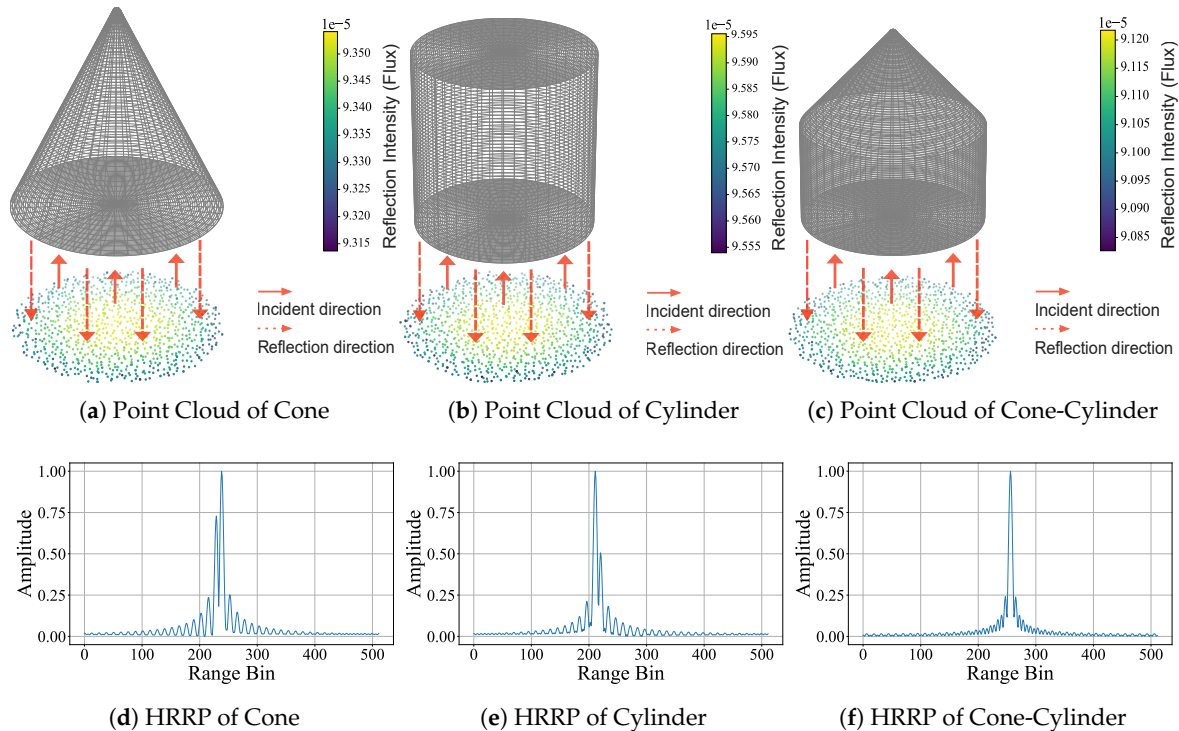 1e−5
9.350
9.345
9.340
9.335
9.330
9.325
9.320
9.315
Reflection Intensity (Flux)
Incident direction
Reflection direction
(a) Point Cloud of Cone
1e−5
9.595
9.590
9.585
9.580
9.575
9.570
9.565
9.560
9.555
Reflection Intensity (Flux)
Incident direction
Reflection direction
(b) Point Cloud of Cylinder
1e−5
9.120
9.115
9.110
9.105
9.100
9.095
9.090
9.085
Reflection Intensity (Flux)
Incident direction
Reflection direction
(c) Point Cloud of Cone-Cylinder
1.00
0.75
0.50
0.25
0.00
Amplitude
0 100 200 300 400 500
Range Bin
(d) HRRP of Cone
1.00
0.75
0.50
0.25
0.00
Amplitude
0 100 200 300 400 500
Range Bin
(e) HRRP of Cylinder
1.00
0.75
0.50
0.25
0.00
Amplitude
0 100 200 300 400 500
Range Bin
(f) HRRP of Cone-Cylinder